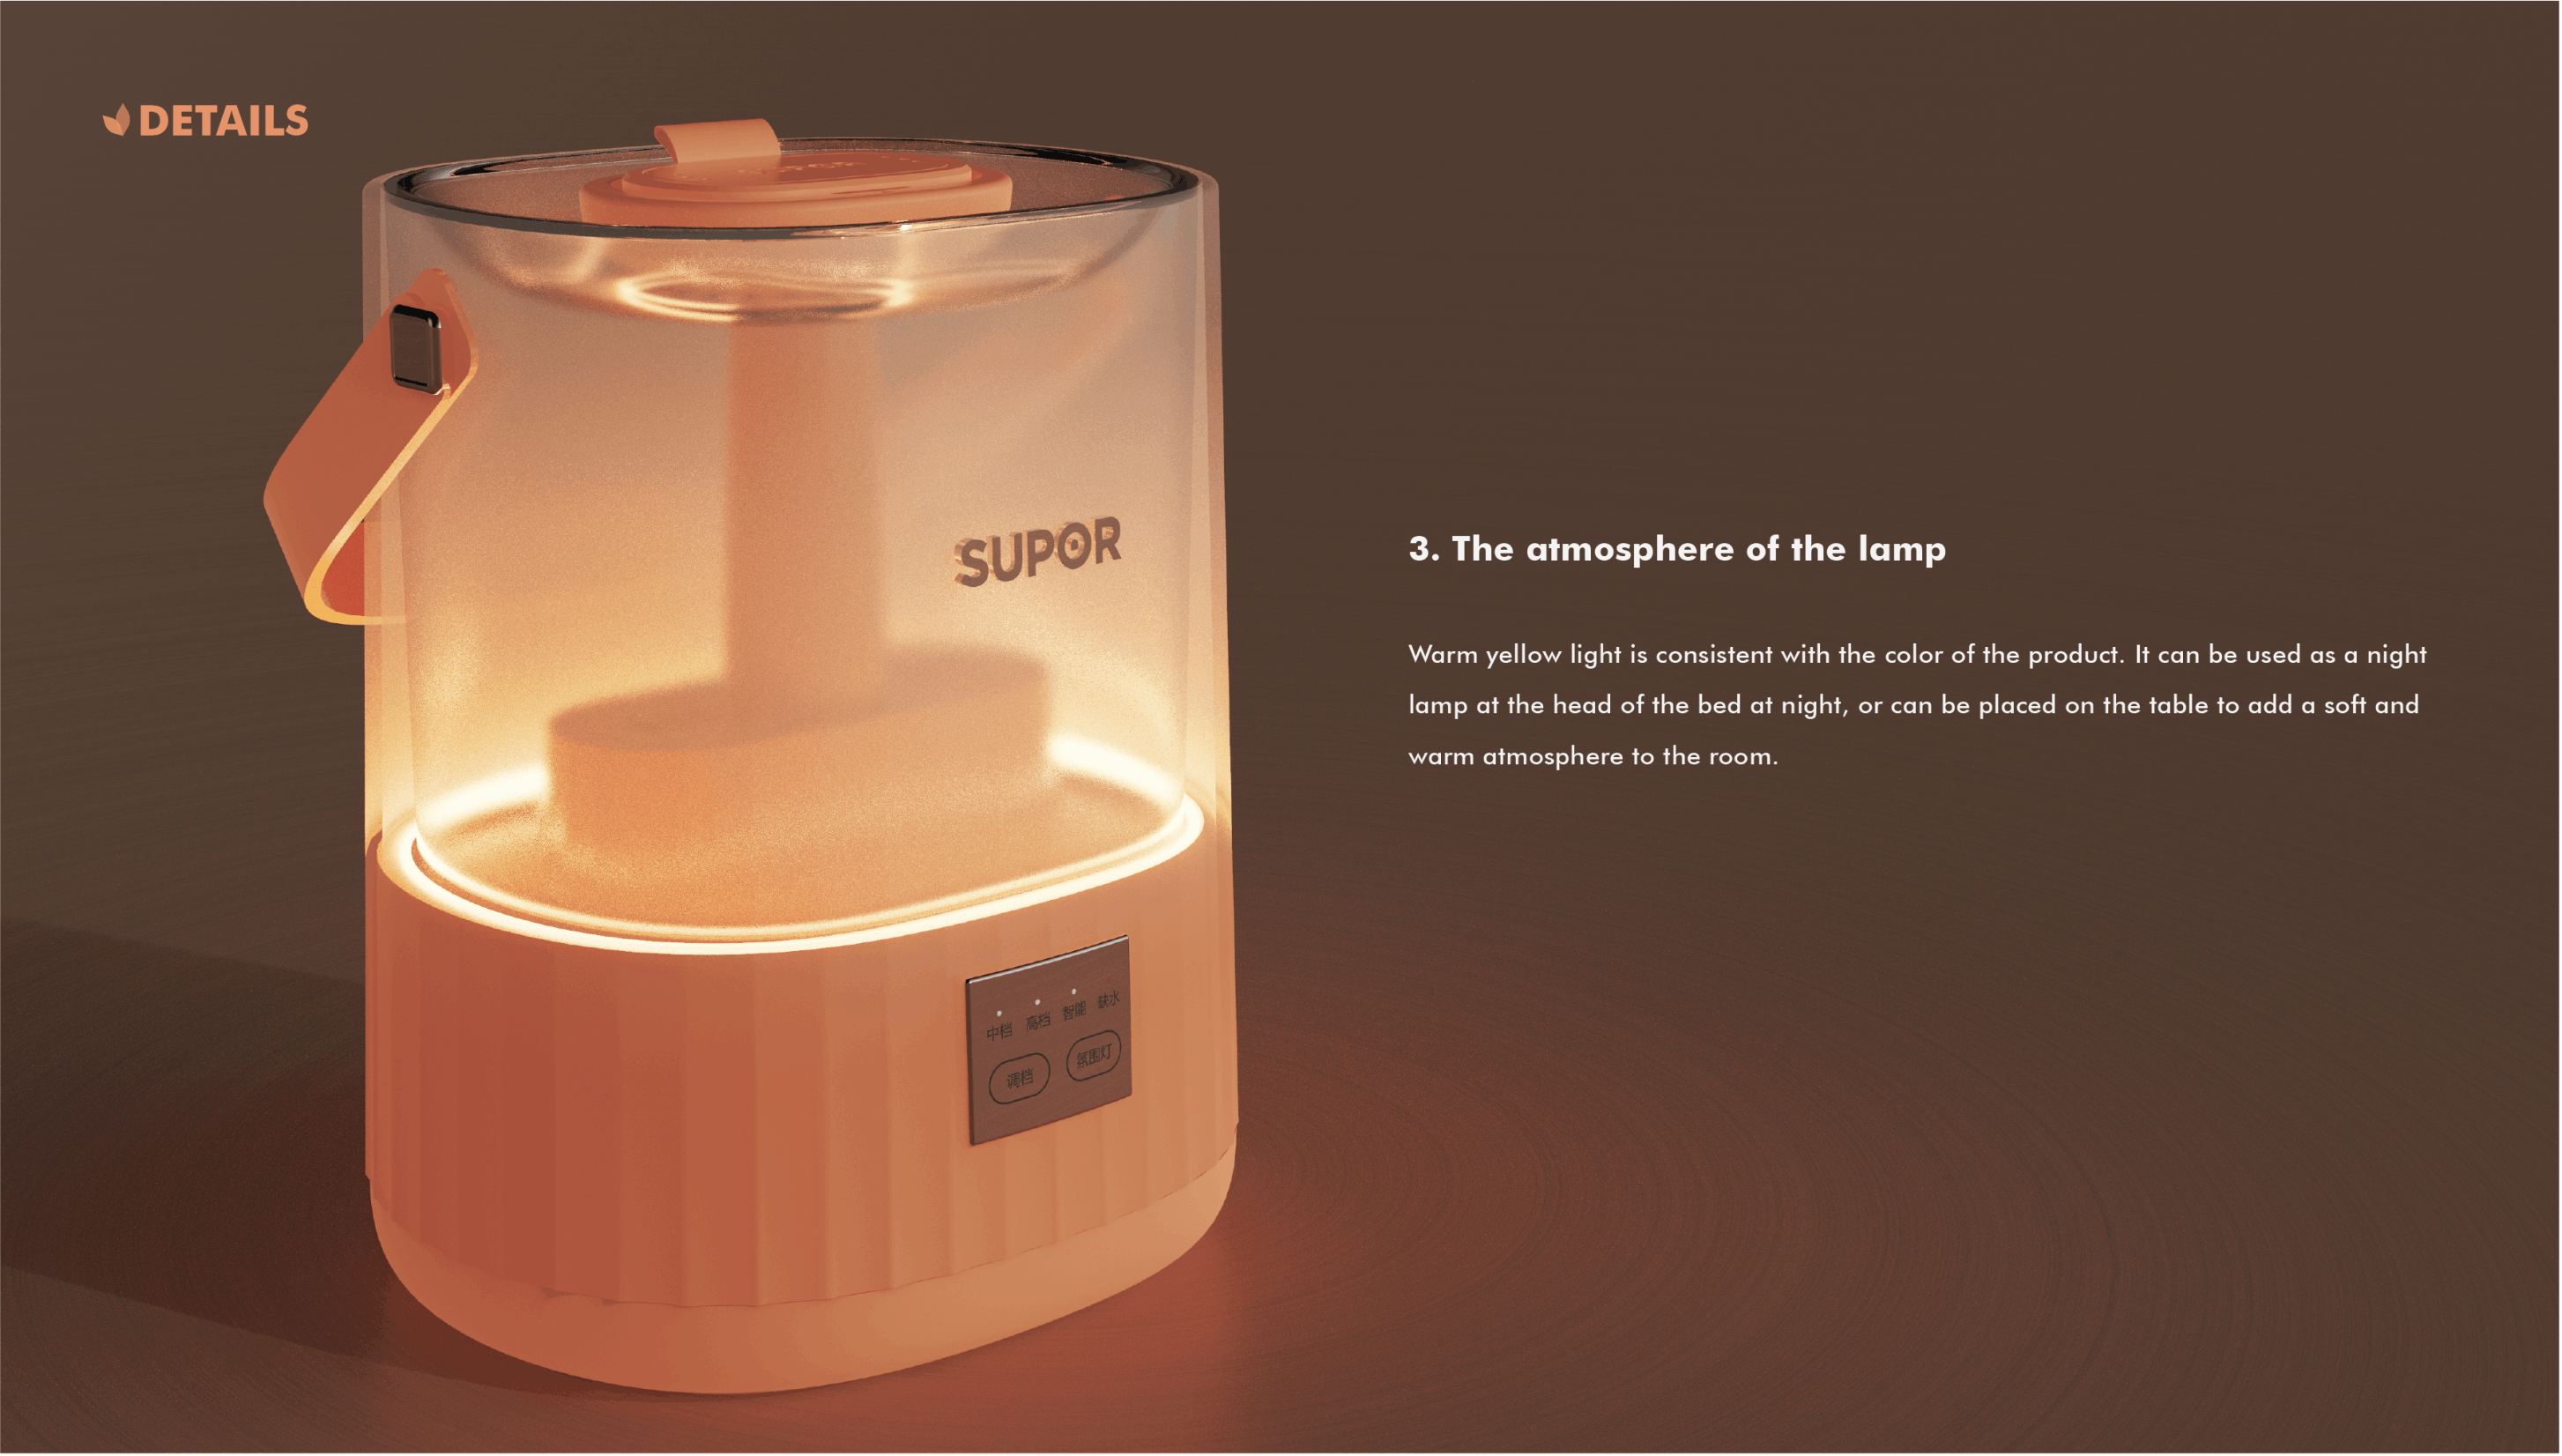 DETAILS
SUPOR
3. The atmosphere of the lamp
Warm yellow light is consistent with the color of the product. It can be used as a night
lamp at the head of the bed at night, or can be placed on the table to add a soft and
warm atmosphere to the room.
中档 高档 智能 缺水
调档 氛围灯